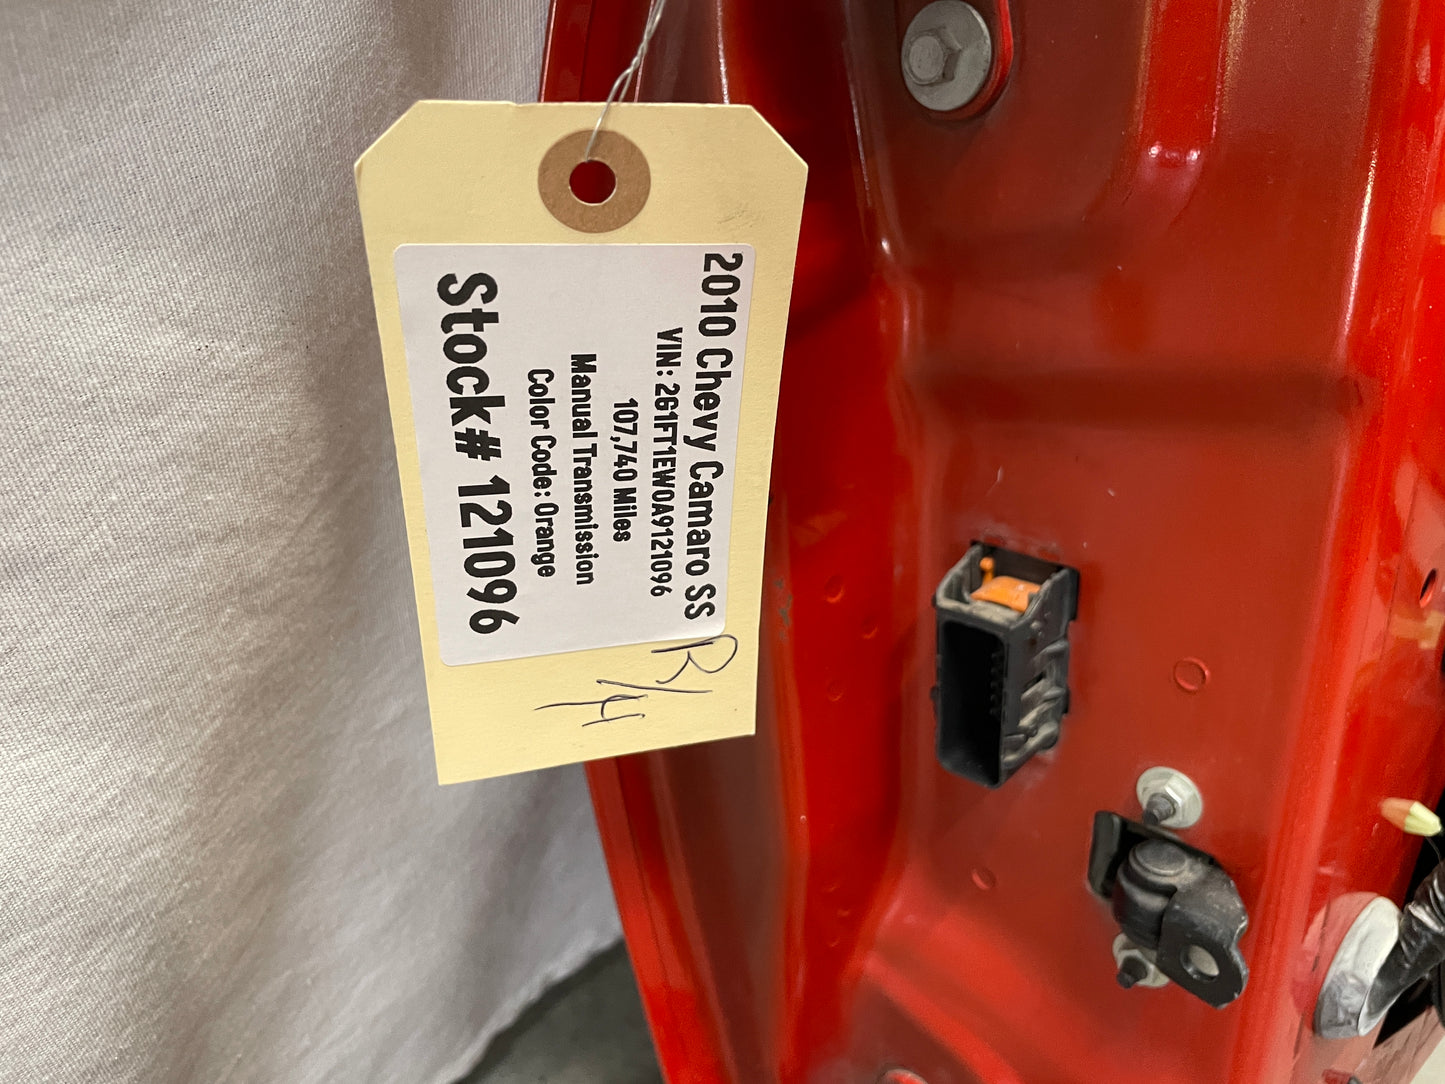 2010 Chevy Camaro SS
VIN: 2G1FT1EW0A9121096
107,740 Miles
Manual Transmission
Color Code: Orange
Stock# 121096
R/H